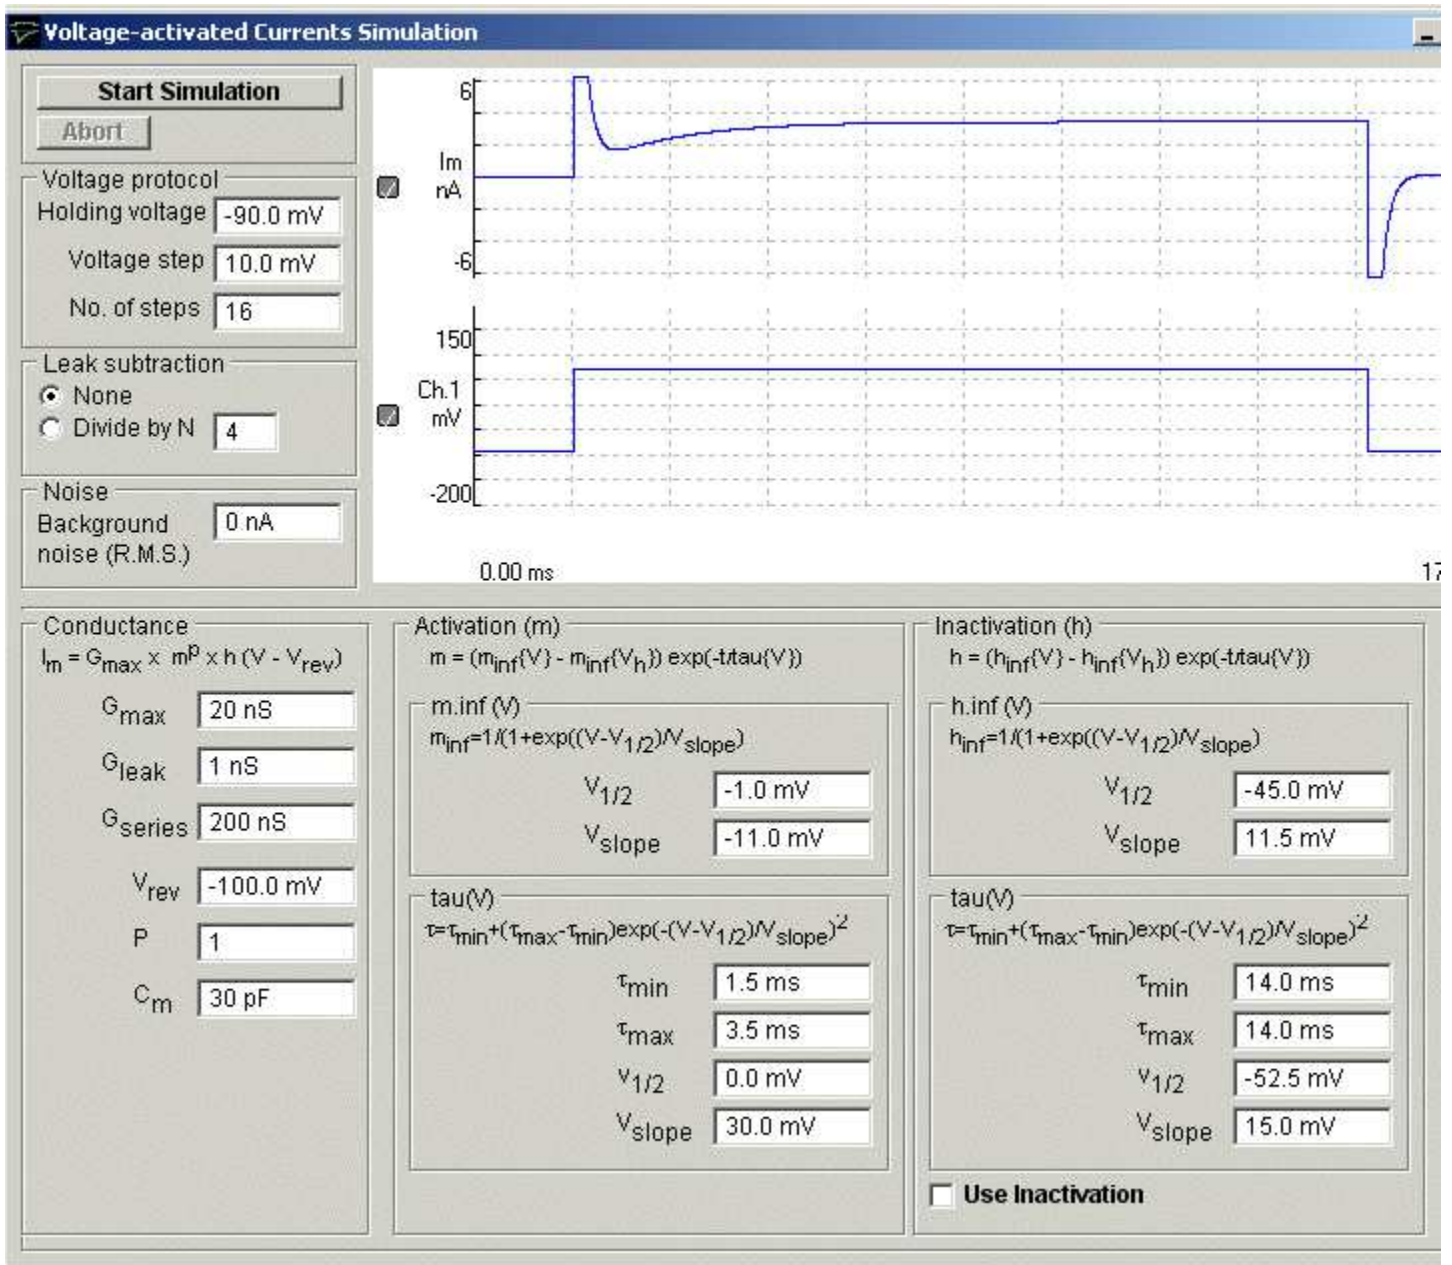 Voltage-activated Currents Simulation
Start Simulation
Abort
Voltage protocol
Holding voltage -90.0 mV
Voltage step 10.0 mV
No. of steps 16
Leak subtraction
None
Divide by N 4
Noise
Background 0 nA
noise (R.M.S.)
6
Im
nA
-6
150
Ch.1
mV
-200
0.00 ms
17
Conductance
Im = Gmax x m^p x h (V - Vrev)
Gmax 20 nS
Gleak 1 nS
Gseries 200 nS
Vrev -100.0 mV
P 1
Cm 30 pF
Activation (m)
m = (minf{V} - minf{Vh}) exp(-t/tau{V})
m.inf (V)
minf=1/(1+exp((V-V1/2)/Vslope)
V1/2 -1.0 mV
Vslope -11.0 mV
tau(V)
τ=τmin+(τmax-τmin)exp(-(V-V1/2)/Vslope)^2
τmin 1.5 ms
τmax 3.5 ms
V1/2 0.0 mV
Vslope 30.0 mV
Inactivation (h)
h = (hinf{V} - hinf{Vh}) exp(-t/tau{V})
h.inf (V)
hinf=1/(1+exp((V-V1/2)/Vslope)
V1/2 -45.0 mV
Vslope 11.5 mV
tau(V)
τ=τmin+(τmax-τmin)exp(-(V-V1/2)/Vslope)^2
τmin 14.0 ms
τmax 14.0 ms
V1/2 -52.5 mV
Vslope 15.0 mV
Use Inactivation